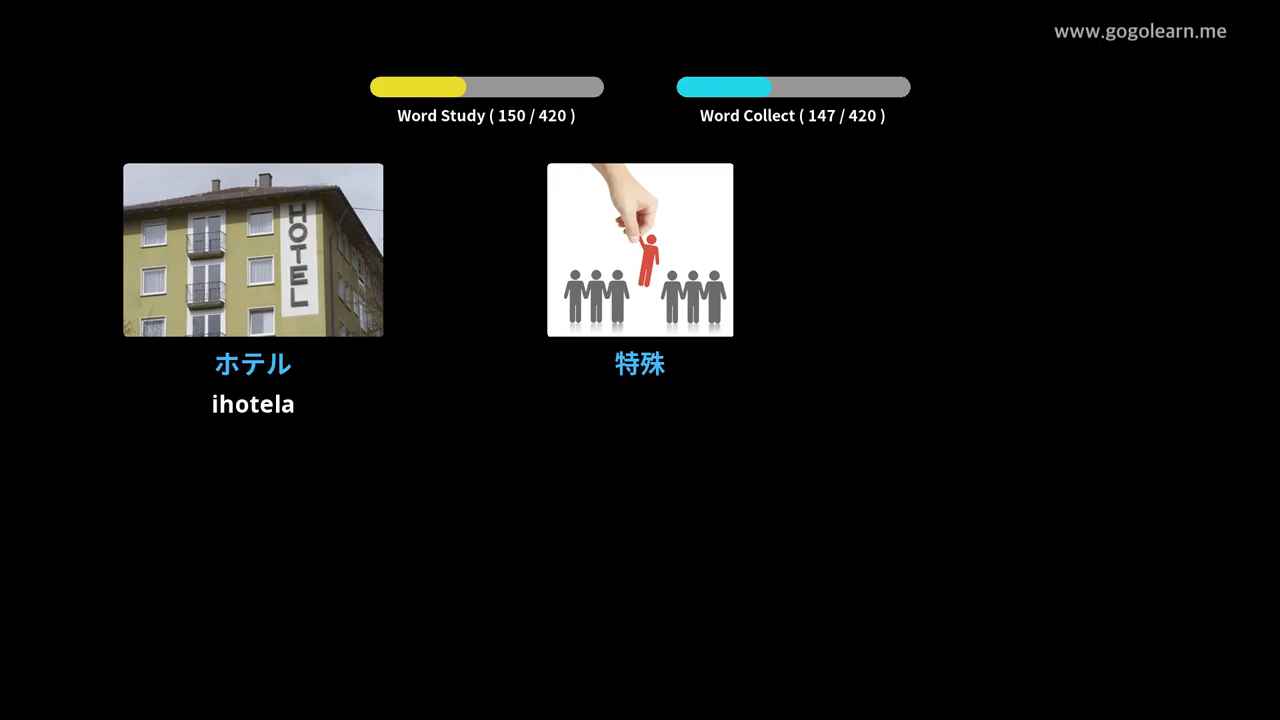 www.gogolearn.me
Word Study ( 150 / 420 )
Word Collect ( 147 / 420 )
HOTEL
ホテル
特殊
ihotela